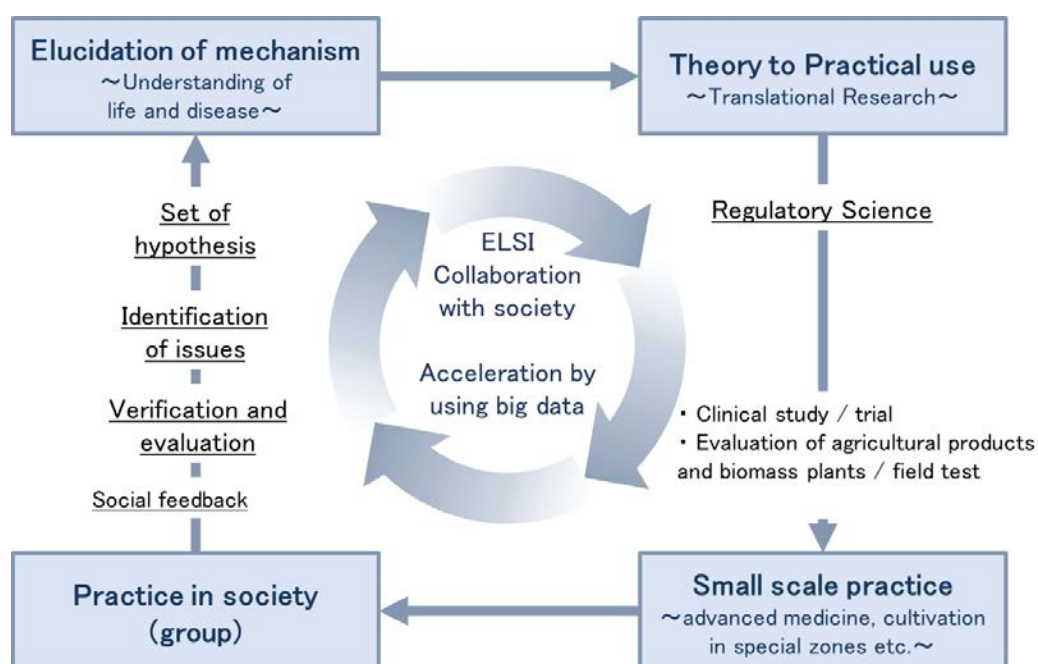 Elucidation of mechanism
～Understanding of
life and disease～
Theory to Practical use
～Translational Research～
Set of
hypothesis
Identification
of issues
Verification and
evaluation
Social feedback
ELSI
Collaboration
with society
Acceleration by
using big data
Regulatory Science
・Clinical study / trial
・Evaluation of agricultural products
and biomass plants / field test
Practice in society
(group)
Small scale practice
～advanced medicine, cultivation
in special zones etc.～